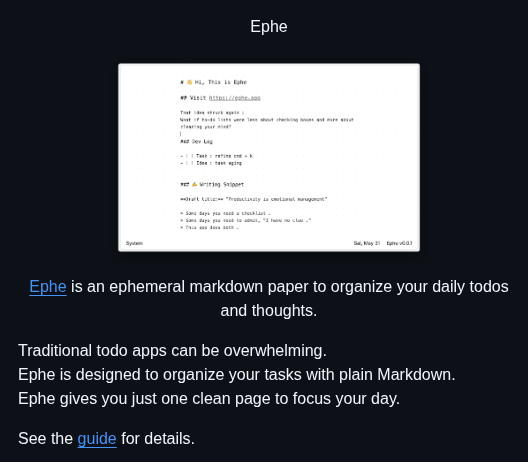 Ephe
# 👋 Hi, This is Ephe
## Visit https://ephe.app
That idea struck again :
What if to-do lists were less about checking boxes and more about
clearing your mind?
### Dev Log
- [ ] Task : refine cmd + k
- [ ] Idea : task aging
### ✍️ Writing Snippet
==Draft title:== "Productivity is emotional management"
> Some days you need a checklist .
> Some days you need to admit, "I have no clue ."
> This app does both .
System
Sat, May 31 Ephe v0.0.1
Ephe is an ephemeral markdown paper to organize your daily todos
and thoughts.
Traditional todo apps can be overwhelming.
Ephe is designed to organize your tasks with plain Markdown.
Ephe gives you just one clean page to focus your day.
See the guide for details.